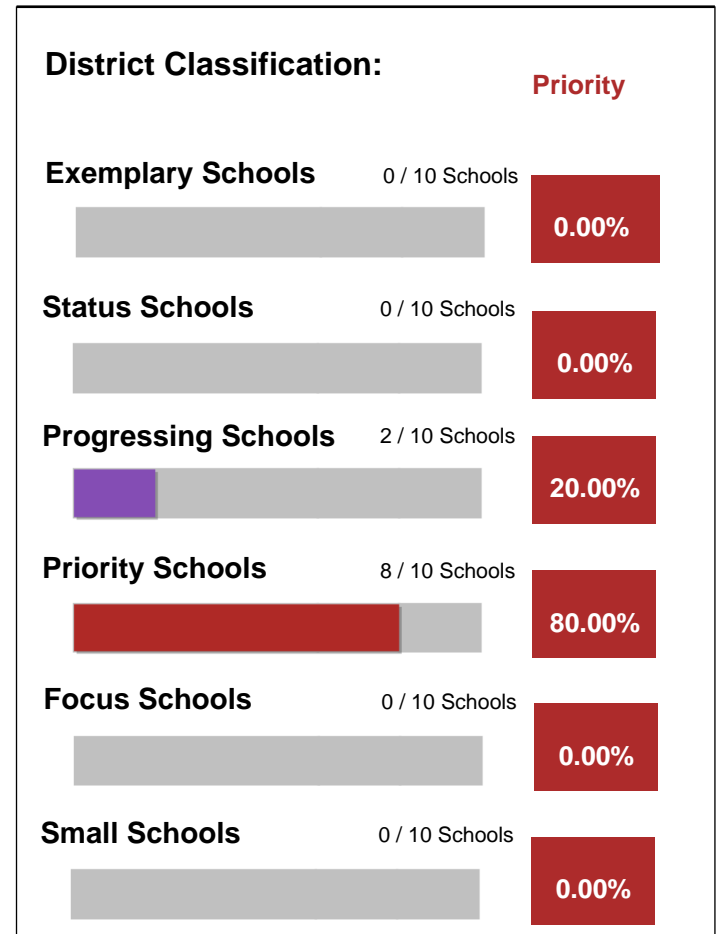 District Classification:
Priority
Exemplary Schools 0 / 10 Schools
0.00%
Status Schools 0 / 10 Schools
0.00%
Progressing Schools 2 / 10 Schools
20.00%
Priority Schools 8 / 10 Schools
80.00%
Focus Schools 0 / 10 Schools
0.00%
Small Schools 0 / 10 Schools
0.00%